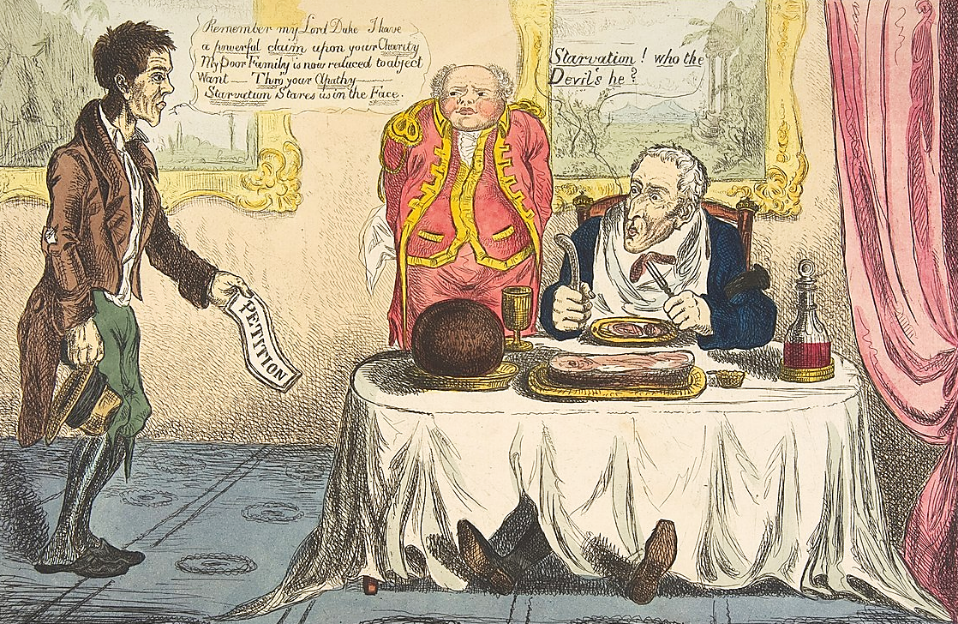 Remember my Lord Duke I have
a powerful claim upon your Charity
My poor Family is now reduced to abject
Want — Thro' your Apathy —
Starvation Stares us in the Face.
Starvation! who the
Devil's he?
PETITION